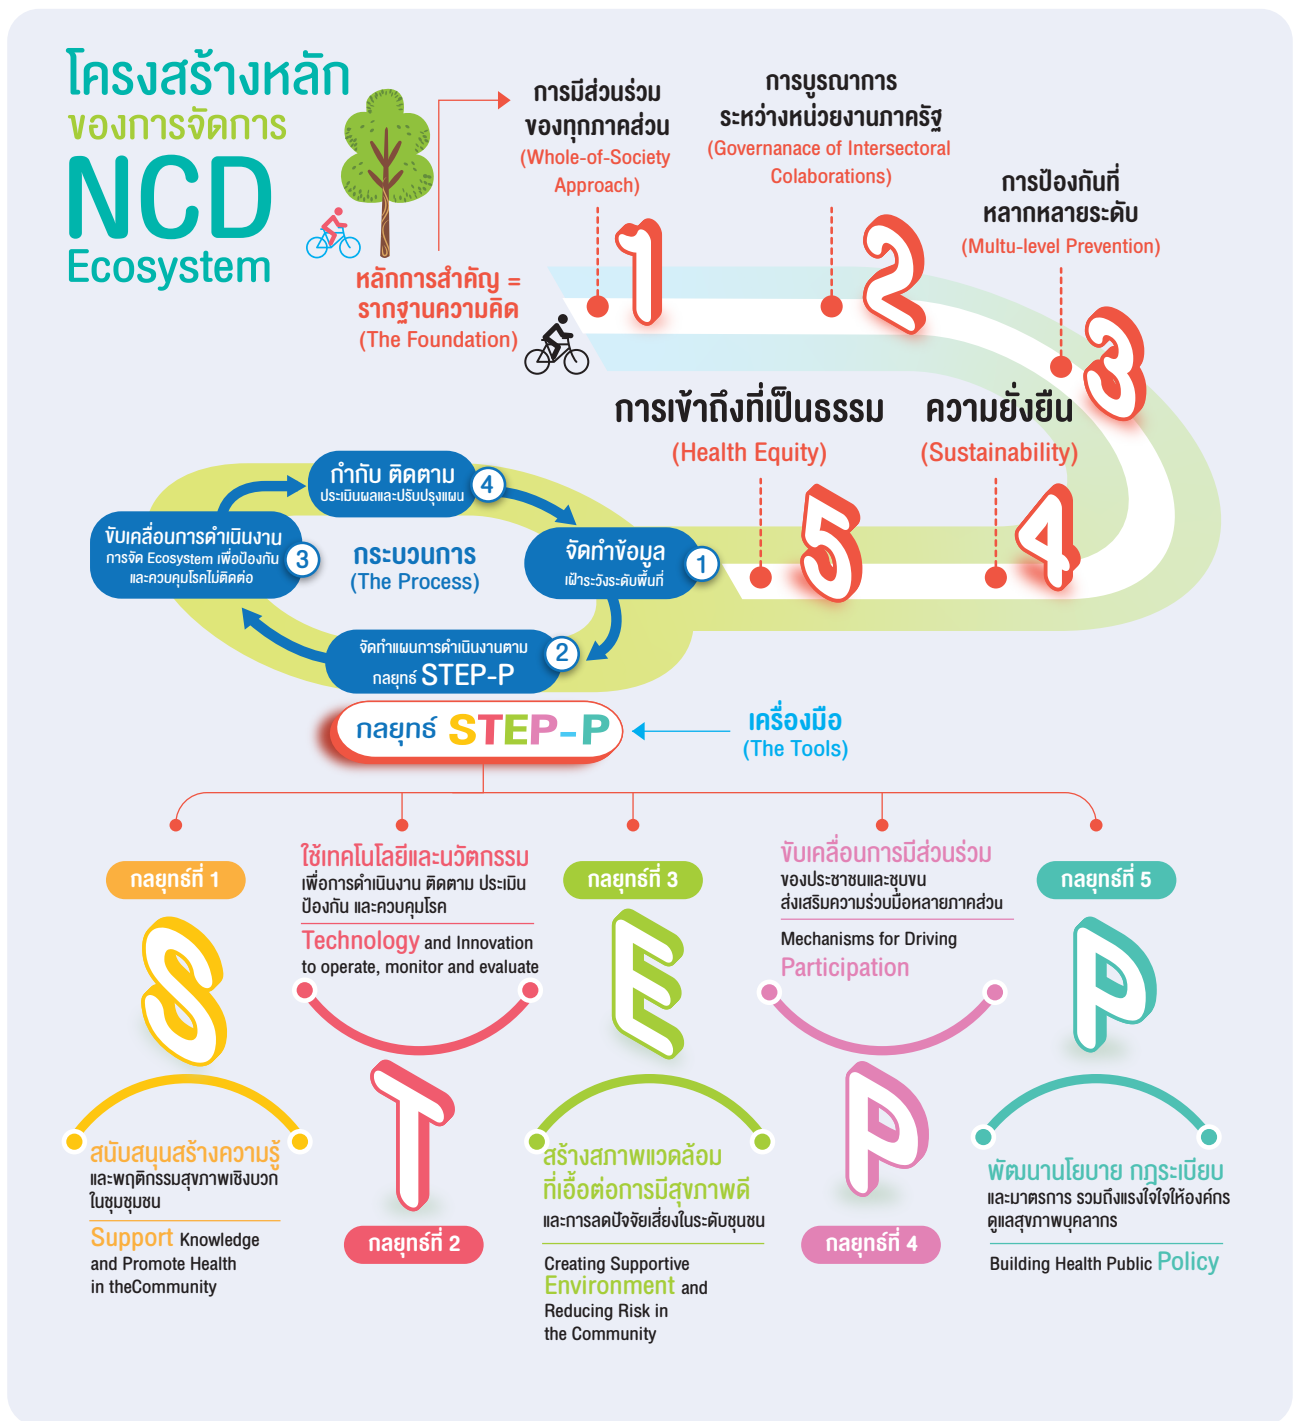 โครงสร้างหลัก
ของการจัดการ
NCD
Ecosystem
หลักการสำคัญ =
รากฐานความคิด
(The Foundation)
การมีส่วนร่วม
ของทุกภาคส่วน
(Whole-of-Society
Approach)
1
การบูรณาการ
ระหว่างหน่วยงานภาครัฐ
(Governanace of Intersectoral
Colaborations)
2
การป้องกันที่
หลากหลายระดับ
(Multu-level Prevention)
3
ความยั่งยืน
(Sustainability)
4
การเข้าถึงที่เป็นธรรม
(Health Equity)
5
กระบวนการ
(The Process)
จัดทำข้อมูล
เฝ้าระวังระดับพื้นที่
1
จัดทำแผนการดำเนินงานตาม
กลยุทธ์ STEP-P
2
ขับเคลื่อนการดำเนินงาน
การจัด Ecosystem เพื่อป้องกัน
และควบคุมโรคไม่ติดต่อ
3
กำกับ ติดตาม
ประเมินผลและปรับปรุงแผน
4
กลยุทธ์ STEP-P
เครื่องมือ
(The Tools)
กลยุทธ์ที่ 1
S
สนับสนุนสร้างความรู้
และพฤติกรรมสุขภาพเชิงบวก
ในชุมชุมชน
Support Knowledge
and Promote Health
in theCommunity
ใช้เทคโนโลยีและนวัตกรรม
เพื่อการดำเนินงาน ติดตาม ประเมิน
ป้องกัน และควบคุมโรค
Technology and Innovation
to operate, monitor and evaluate
T
กลยุทธ์ที่ 2
กลยุทธ์ที่ 3
E
สร้างสภาพแวดล้อม
ที่เอื้อต่อการมีสุขภาพดี
และการลดปัจจัยเสี่ยงในระดับชุนชน
Creating Supportive
Environment and
Reducing Risk in
the Community
ขับเคลื่อนการมีส่วนร่วม
ของประชาชนและชุบขน
ส่งเสริมความร่วบมือหลายภาคส่วน
Mechanisms for Driving
Participation
P
กลยุทธ์ที่ 4
กลยุทธ์ที่ 5
P
พัฒนานโยบาย กฎระเบียบ
และมาตรการ รวมถึงแรงใจใจให้องค์กร
ดูแลสุขภาพบุคลากร
Building Health Public Policy